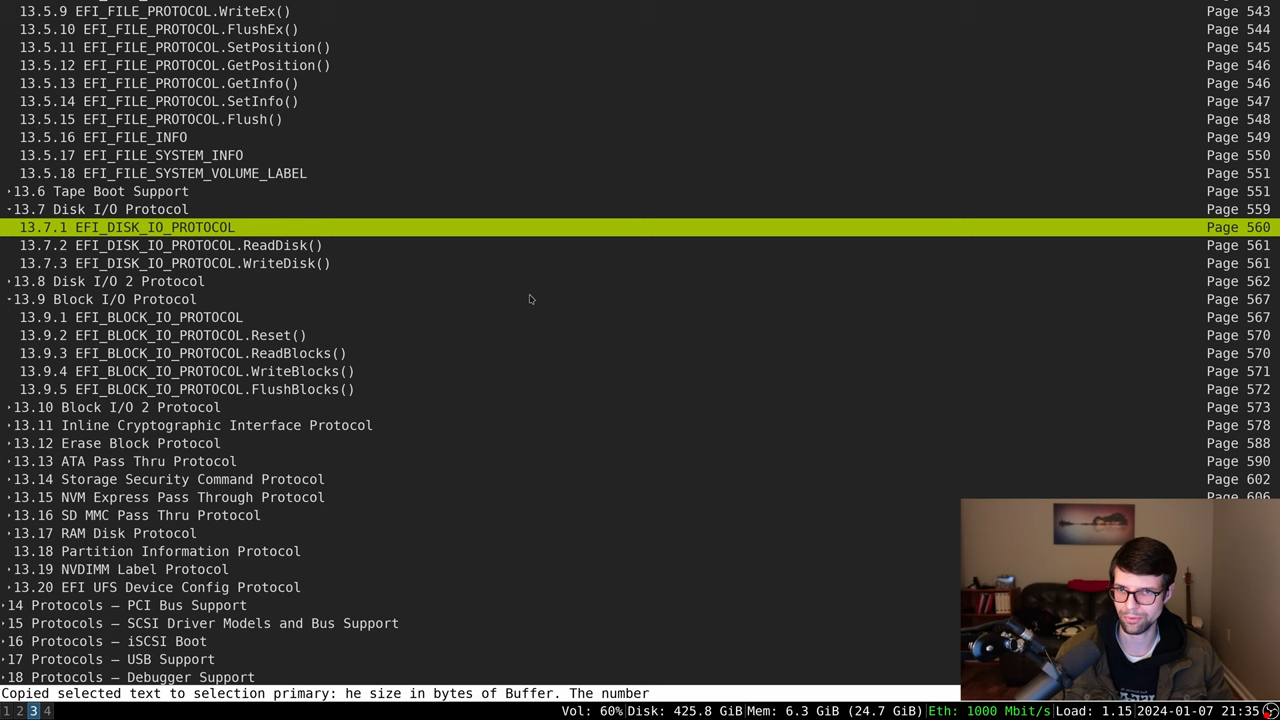 13.5.9 EFI_FILE_PROTOCOL.WriteEx() Page 543
13.5.10 EFI_FILE_PROTOCOL.FlushEx() Page 544
13.5.11 EFI_FILE_PROTOCOL.SetPosition() Page 545
13.5.12 EFI_FILE_PROTOCOL.GetPosition() Page 546
13.5.13 EFI_FILE_PROTOCOL.GetInfo() Page 546
13.5.14 EFI_FILE_PROTOCOL.SetInfo() Page 547
13.5.15 EFI_FILE_PROTOCOL.Flush() Page 548
13.5.16 EFI_FILE_INFO Page 549
13.5.17 EFI_FILE_SYSTEM_INFO Page 550
13.5.18 EFI_FILE_SYSTEM_VOLUME_LABEL Page 551
13.6 Tape Boot Support Page 551
13.7 Disk I/O Protocol Page 559
13.7.1 EFI_DISK_IO_PROTOCOL Page 560
13.7.2 EFI_DISK_IO_PROTOCOL.ReadDisk() Page 561
13.7.3 EFI_DISK_IO_PROTOCOL.WriteDisk() Page 561
13.8 Disk I/O 2 Protocol Page 562
13.9 Block I/O Protocol Page 567
13.9.1 EFI_BLOCK_IO_PROTOCOL Page 567
13.9.2 EFI_BLOCK_IO_PROTOCOL.Reset() Page 570
13.9.3 EFI_BLOCK_IO_PROTOCOL.ReadBlocks() Page 570
13.9.4 EFI_BLOCK_IO_PROTOCOL.WriteBlocks() Page 571
13.9.5 EFI_BLOCK_IO_PROTOCOL.FlushBlocks() Page 572
13.10 Block I/O 2 Protocol Page 573
13.11 Inline Cryptographic Interface Protocol Page 578
13.12 Erase Block Protocol Page 588
13.13 ATA Pass Thru Protocol Page 590
13.14 Storage Security Command Protocol Page 602
13.15 NVM Express Pass Through Protocol Page 606
13.16 SD MMC Pass Thru Protocol
13.17 RAM Disk Protocol
13.18 Partition Information Protocol
13.19 NVDIMM Label Protocol
13.20 EFI UFS Device Config Protocol
14 Protocols — PCI Bus Support
15 Protocols — SCSI Driver Models and Bus Support
16 Protocols — iSCSI Boot
17 Protocols — USB Support
18 Protocols — Debugger Support
Copied selected text to selection primary: he size in bytes of Buffer. The number
1 2 3 4 Vol: 60%|Disk: 425.8 GiB|Mem: 6.3 GiB (24.7 GiB)|Eth: 1000 Mbit/s|Load: 1.15|2024-01-07 21:35